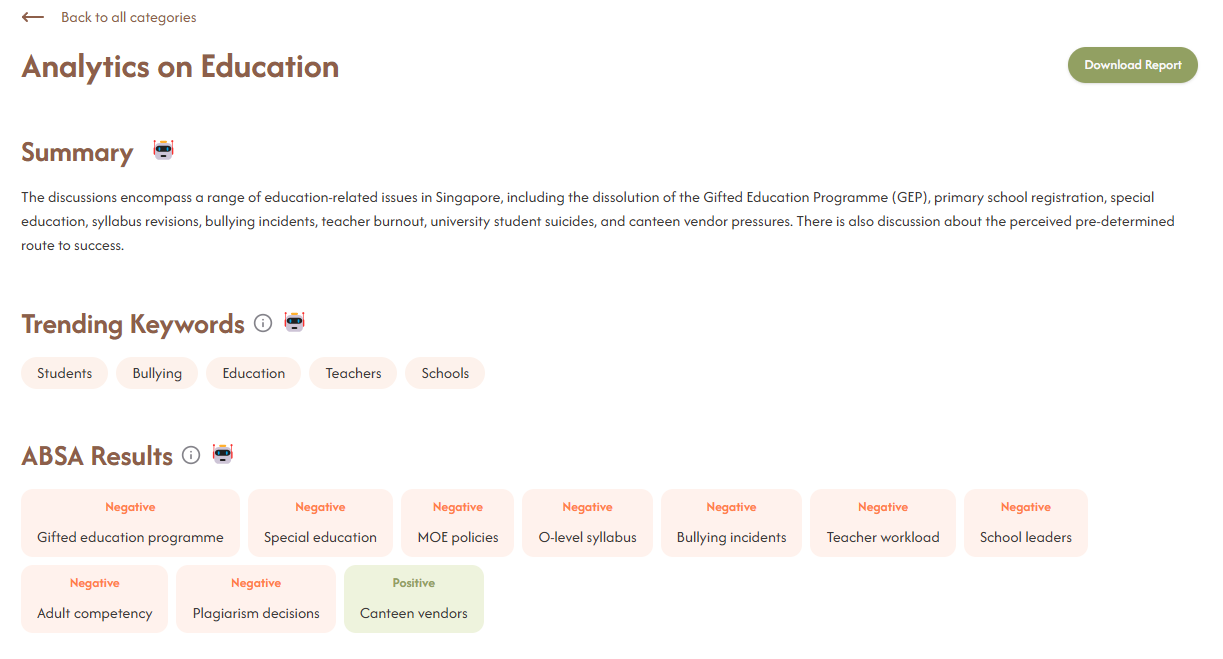 Back to all categories
Analytics on Education
Download Report
Summary
The discussions encompass a range of education-related issues in Singapore, including the dissolution of the Gifted Education Programme (GEP), primary school registration, special
education, syllabus revisions, bullying incidents, teacher burnout, university student suicides, and canteen vendor pressures. There is also discussion about the perceived pre-determined
route to success.
Trending Keywords
Students Bullying Education Teachers Schools
ABSA Results
Negative Negative Negative Negative Negative Negative Negative
Gifted education programme Special education MOE policies O-level syllabus Bullying incidents Teacher workload School leaders
Negative Negative Positive
Adult competency Plagiarism decisions Canteen vendors